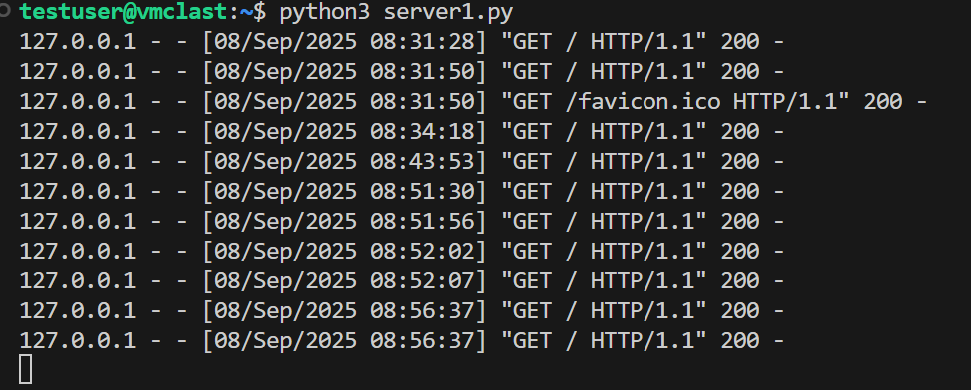 testuser@vmclast:~$ python3 server1.py
127.0.0.1 - - [08/Sep/2025 08:31:28] "GET / HTTP/1.1" 200 -
127.0.0.1 - - [08/Sep/2025 08:31:50] "GET / HTTP/1.1" 200 -
127.0.0.1 - - [08/Sep/2025 08:31:50] "GET /favicon.ico HTTP/1.1" 200 -
127.0.0.1 - - [08/Sep/2025 08:34:18] "GET / HTTP/1.1" 200 -
127.0.0.1 - - [08/Sep/2025 08:43:53] "GET / HTTP/1.1" 200 -
127.0.0.1 - - [08/Sep/2025 08:51:30] "GET / HTTP/1.1" 200 -
127.0.0.1 - - [08/Sep/2025 08:51:56] "GET / HTTP/1.1" 200 -
127.0.0.1 - - [08/Sep/2025 08:52:02] "GET / HTTP/1.1" 200 -
127.0.0.1 - - [08/Sep/2025 08:52:07] "GET / HTTP/1.1" 200 -
127.0.0.1 - - [08/Sep/2025 08:56:37] "GET / HTTP/1.1" 200 -
127.0.0.1 - - [08/Sep/2025 08:56:37] "GET / HTTP/1.1" 200 -